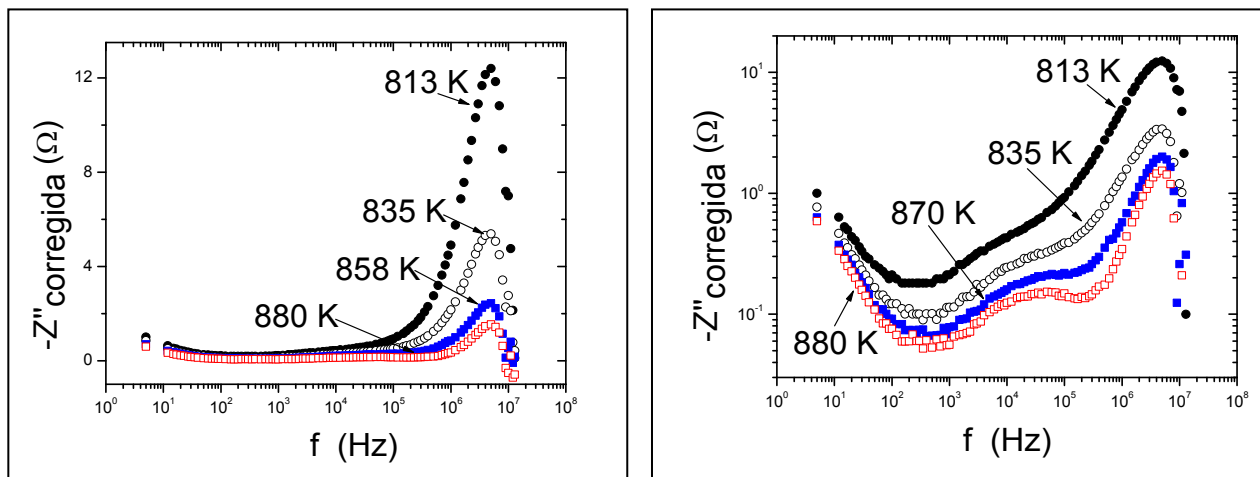 -Z" corregida (Ω)
12
8
4
0
813 K
835 K
858 K
880 K
10⁰ 10¹ 10² 10³ 10⁴ 10⁵ 10⁶ 10⁷ 10⁸
f (Hz)
-Z" corregida (Ω)
10¹
10⁰
10⁻¹
813 K
835 K
870 K
880 K
10⁰ 10¹ 10² 10³ 10⁴ 10⁵ 10⁶ 10⁷ 10⁸
f (Hz)